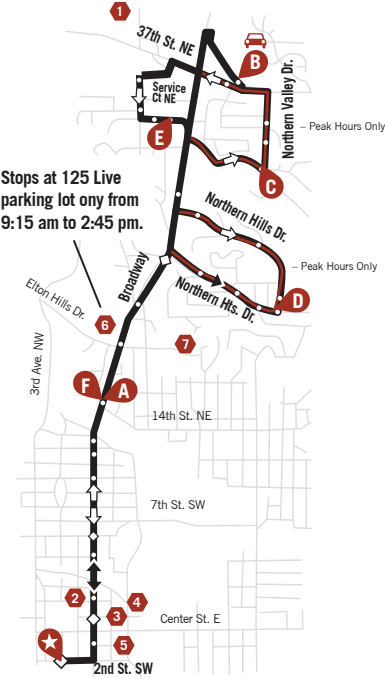 1
37th St. NE
B
Service
Ct NE
Northern Valley Dr.
E
Peak Hours Only
C
Stops at 125 Live
parking lot ony from
9:15 am to 2:45 pm.
Northern Hills Dr.
Broadway
Peak Hours Only
Elton Hills Dr.
Northern Hts. Dr.
D
6
7
3rd Ave. NW
F
A
14th St. NE
7th St. SW
2
4
3
Center St. E
5
2nd St. SW